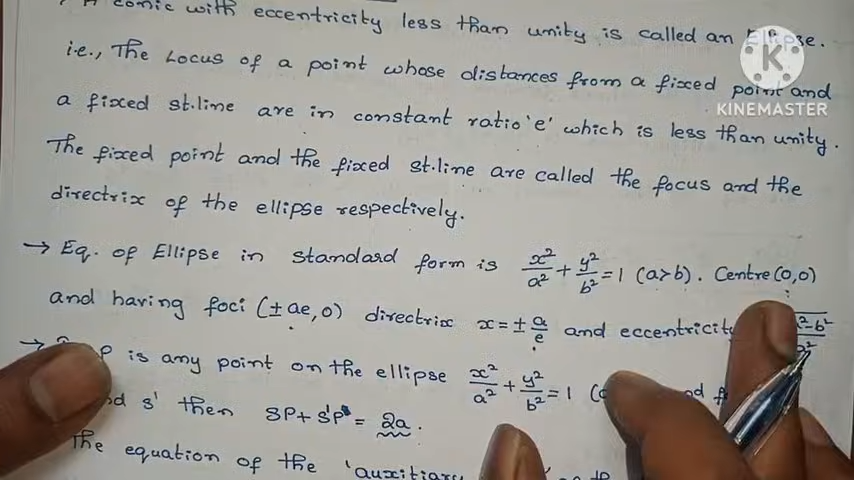 A conic with eccentricity less than unity is called an Ellipse.
i.e., The Locus of a point whose distances from a fixed point and
a fixed st.line are in constant ratio 'e' which is less than unity.
The fixed point and the fixed st.line are called the focus and the
directrix of the ellipse respectively.
→ Eq. of Ellipse in standard form is x²/a² + y²/b² = 1 (a>b). Centre (0,0)
and having foci (±ae,0) directrix x = ± a/e and eccentricity
→ P is any point on the ellipse x²/a² + y²/b² = 1
s' then SP + S'P = 2a.
The equation of the 'auxitiary
K
KINEMASTER